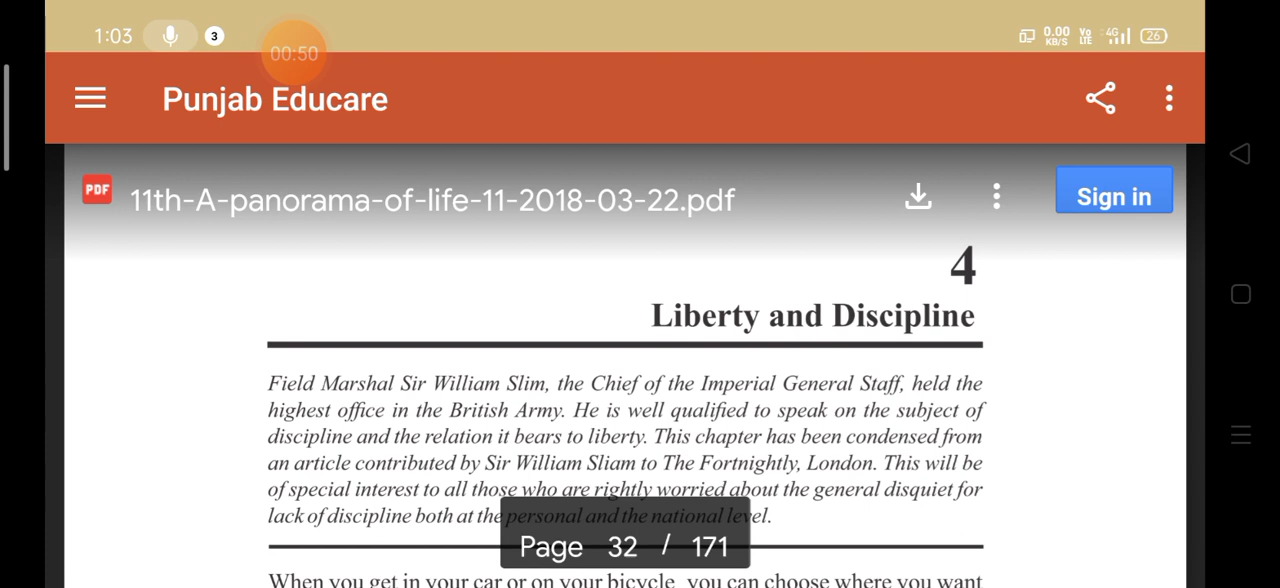 1:03 3 0.00 KB/S Vo LTE 4G 26
00:50
Punjab Educare
PDF 11th-A-panorama-of-life-11-2018-03-22.pdf Sign in
4
Liberty and Discipline
Field Marshal Sir William Slim, the Chief of the Imperial General Staff, held the
highest office in the British Army. He is well qualified to speak on the subject of
discipline and the relation it bears to liberty. This chapter has been condensed from
an article contributed by Sir William Sliam to The Fortnightly, London. This will be
of special interest to all those who are rightly worried about the general disquiet for
lack of discipline both at the personal and the national level.
Page 32 / 171
When you get in your car or on your bicycle, you can choose where you want